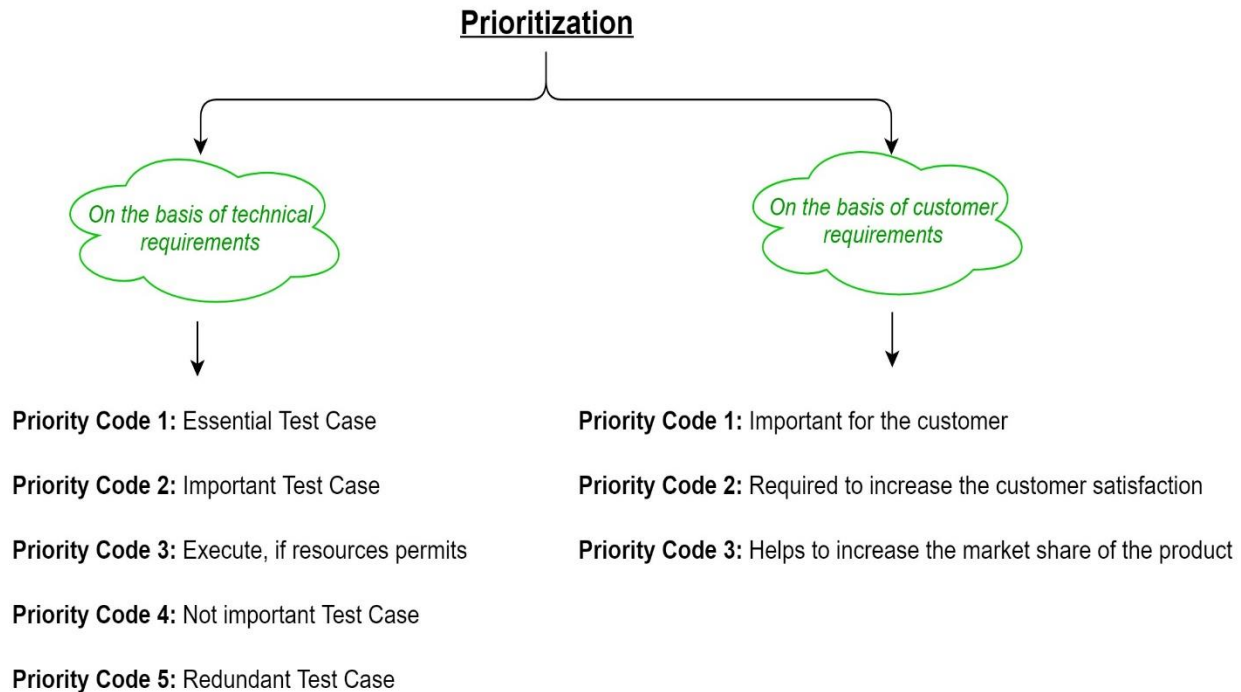 Prioritization
On the basis of technical
requirements
On the basis of customer
requirements
Priority Code 1: Essential Test Case
Priority Code 2: Important Test Case
Priority Code 3: Execute, if resources permits
Priority Code 4: Not important Test Case
Priority Code 5: Redundant Test Case
Priority Code 1: Important for the customer
Priority Code 2: Required to increase the customer satisfaction
Priority Code 3: Helps to increase the market share of the product